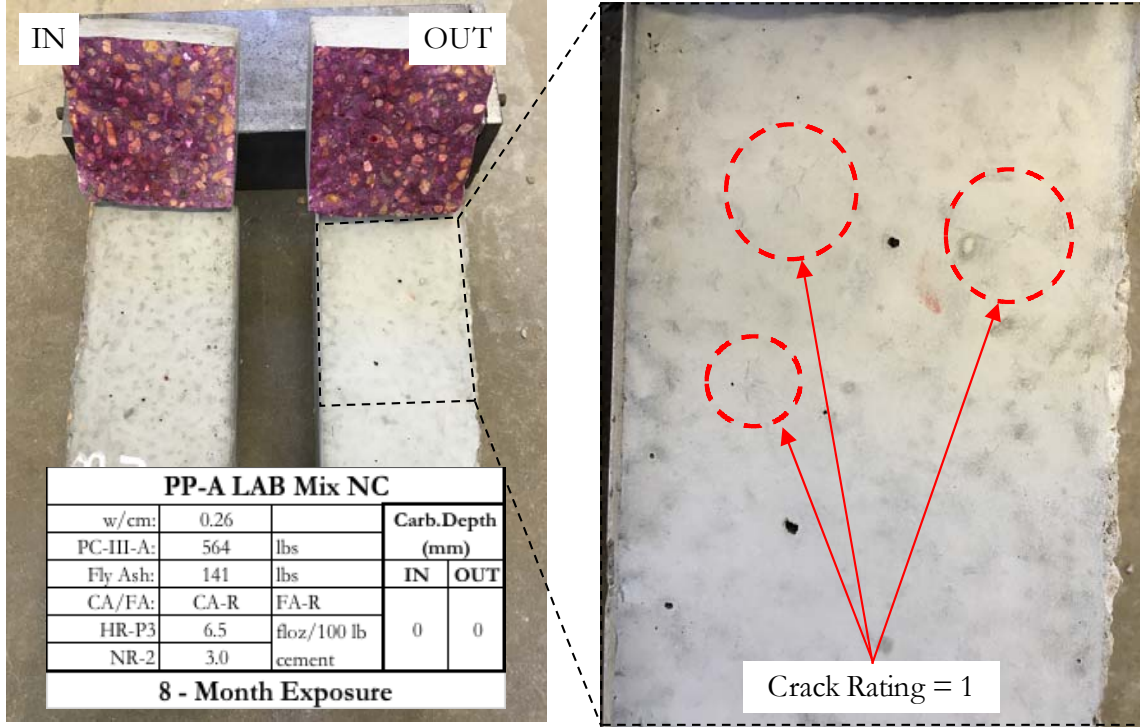 IN
OUT
PP-A LAB Mix NC
w/cm: 0.26 Carb.Depth
PC-III-A: 564 lbs (mm)
Fly Ash: 141 lbs IN OUT
CA/FA: CA-R FA-R
HR-P3 6.5 floz/100 lb 0 0
NR-2 3.0 cement
8 - Month Exposure
Crack Rating = 1